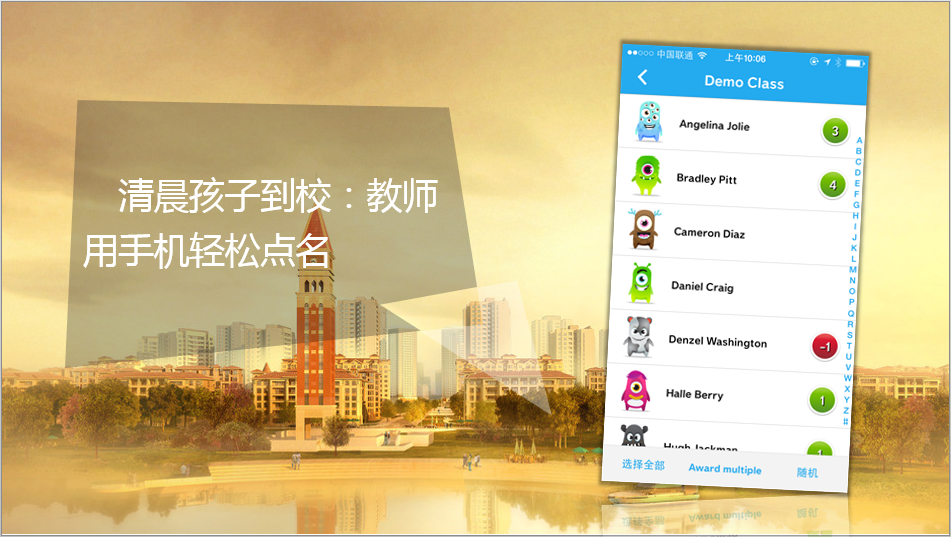 清晨孩子到校：教师
用手机轻松点名
中国联通 上午10:06
Demo Class
Angelina Jolie 3
Bradley Pitt 4
Cameron Diaz
Daniel Craig
Denzel Washington -1
Halle Berry 1
Hugh Jackman 1
A
B
C
D
E
F
G
H
I
J
K
L
M
N
O
P
Q
R
S
T
U
V
W
X
Y
Z
#
选择全部 Award multiple 随机